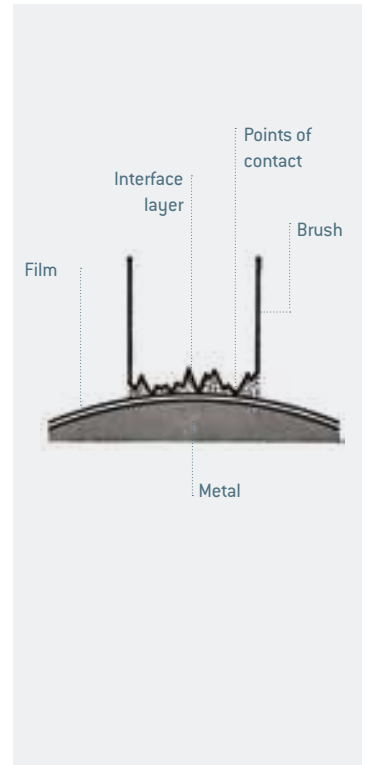 Points of
contact
Interface
layer
Brush
Film
Metal